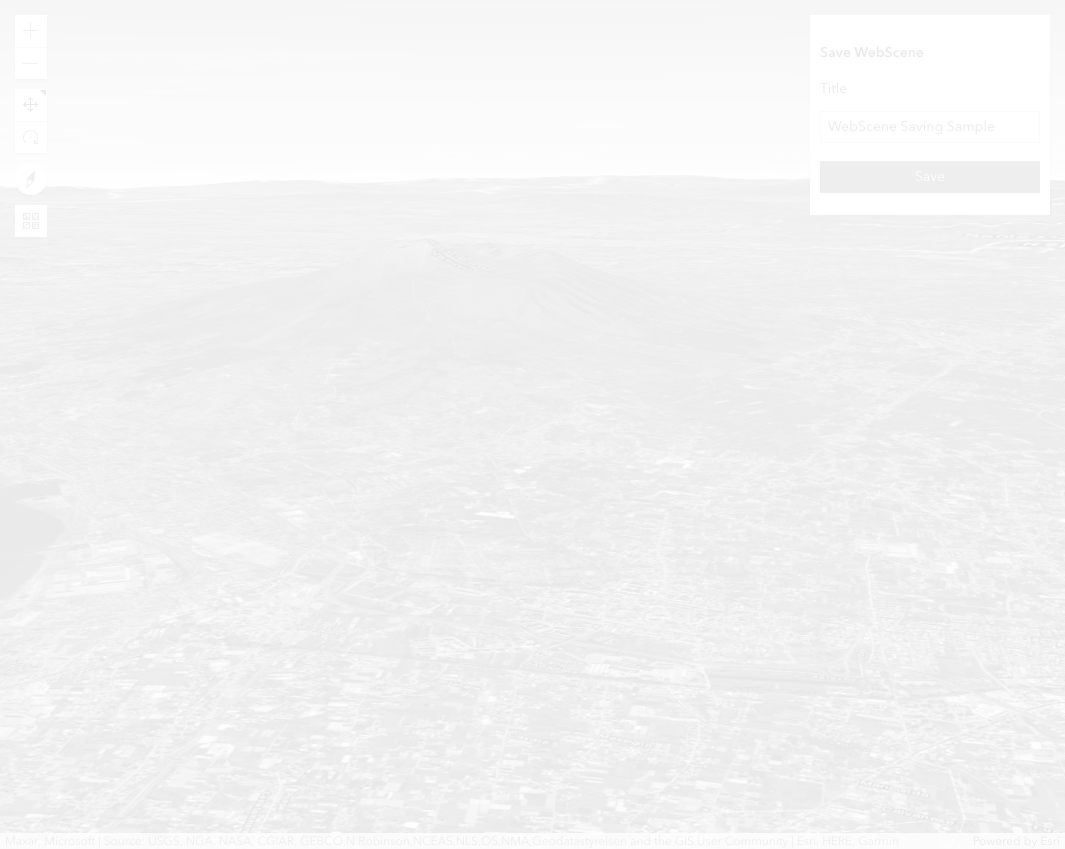 Save WebScene
Title
WebScene Saving Sample
Save
Maxar, Microsoft | Source: USGS, NGA, NASA, CGIAR, GEBCO,N Robinson,NCEAS,NLS,OS,NMA,Geodatastyrelsen and the GIS User Community | Esri, HERE, Garmin
Powered by Esri